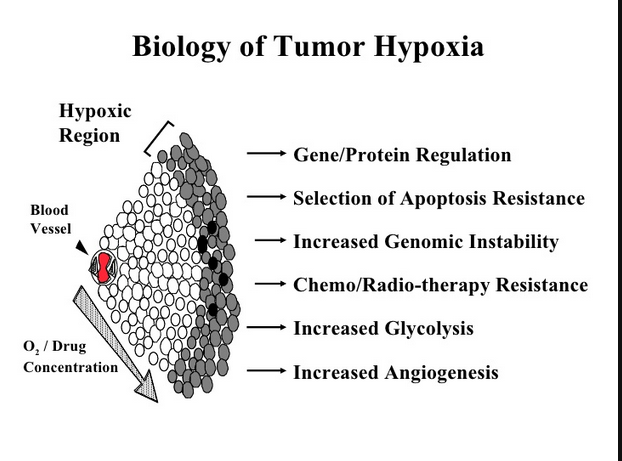 Biology of Tumor Hypoxia
Hypoxic
Region
Gene/Protein Regulation
Selection of Apoptosis Resistance
Blood
Vessel
Increased Genomic Instability
Chemo/Radio-therapy Resistance
Increased Glycolysis
O₂ / Drug
Concentration
Increased Angiogenesis